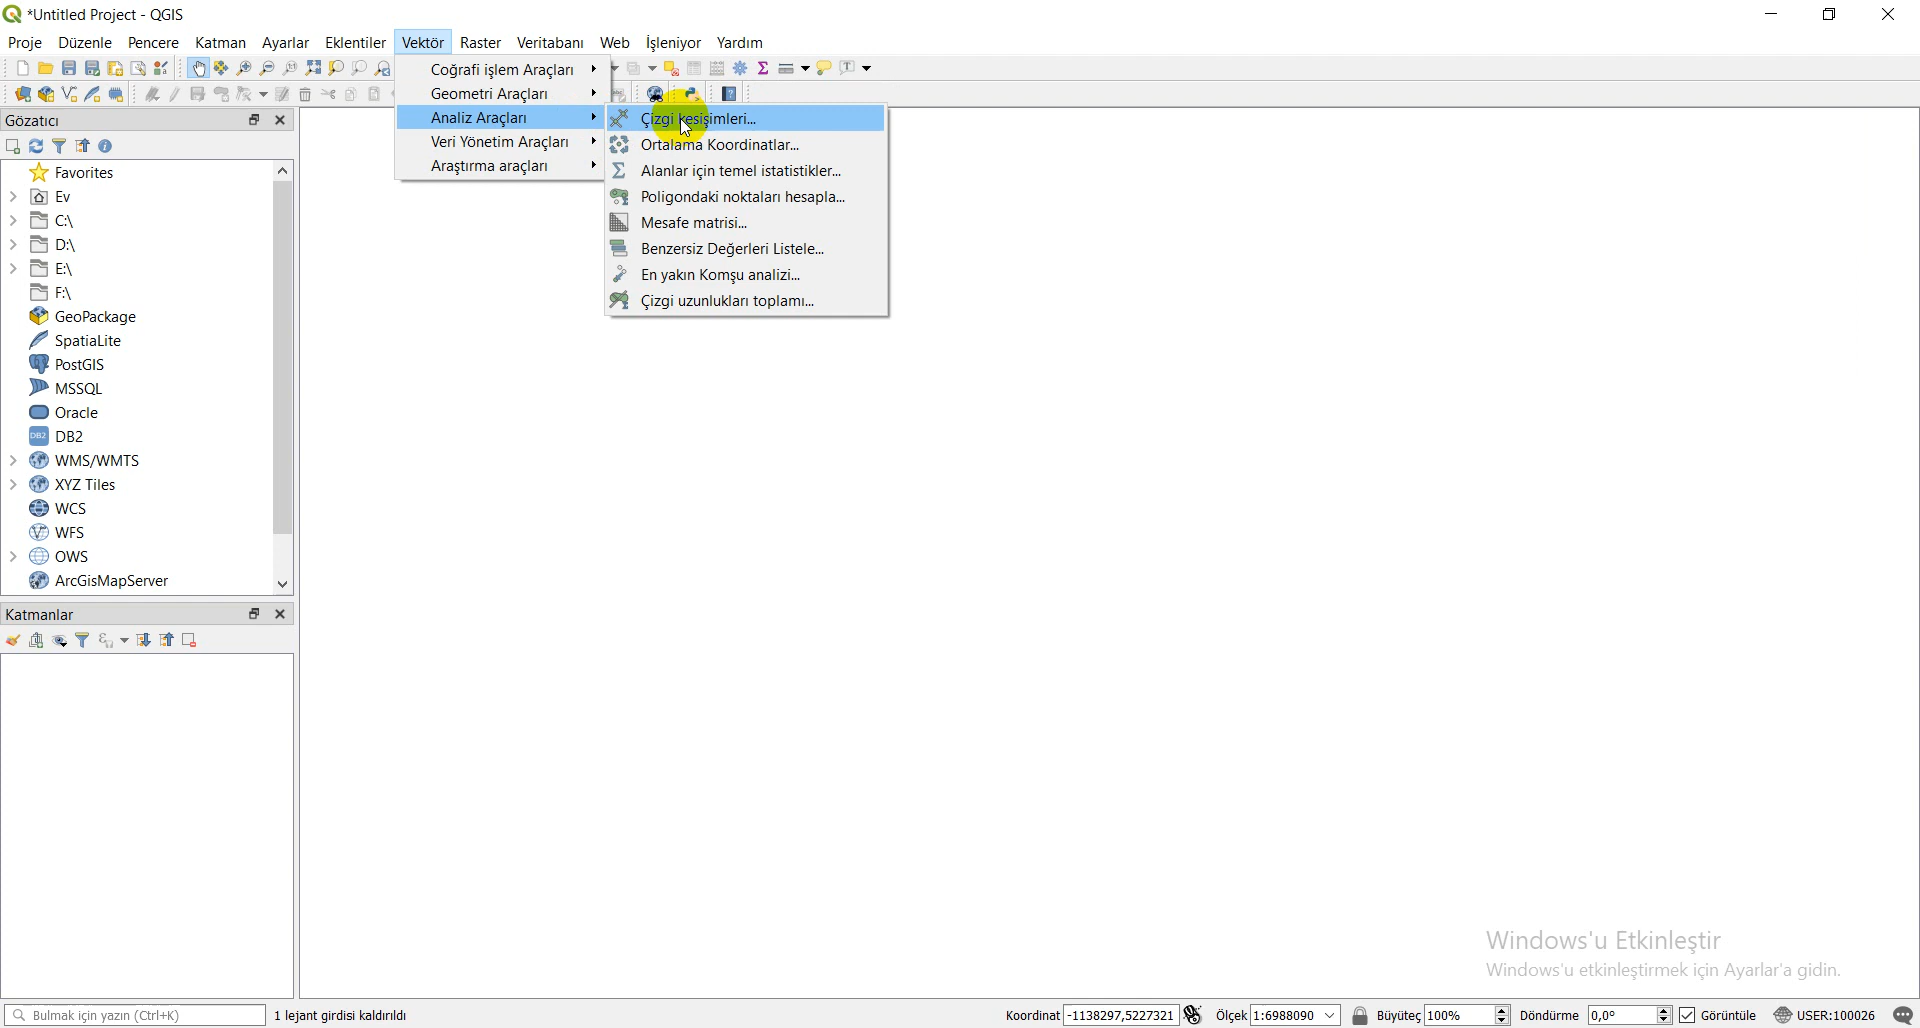 *Untitled Project - QGIS
Proje Düzenle Pencere Katman Ayarlar Eklentiler Vektör Raster Veritabanı Web İşleniyor Yardım
Coğrafi işlem Araçları
Geometri Araçları
Analiz Araçları
Veri Yönetim Araçları
Araştırma araçları
Çizgi kesişimleri...
Ortalama Koordinatlar...
Alanlar için temel istatistikler...
Poligondaki noktaları hesapla...
Mesafe matrisi...
Benzersiz Değerleri Listele...
En yakın Komşu analizi...
Çizgi uzunlukları toplamı...
Gözatıcı
Favorites
Ev
C:\
D:\
E:\
F:\
GeoPackage
SpatiaLite
PostGIS
MSSQL
Oracle
DB2 DB2
WMS/WMTS
XYZ Tiles
WCS
WFS
OWS
ArcGisMapServer
Katmanlar
Windows'u Etkinleştir
Windows'u etkinleştirmek için Ayarlar'a gidin.
Bulmak için yazın (Ctrl+K) 1 lejant girdisi kaldırıldı Koordinat -1138297,5227321 Ölçek 1:6988090 Büyüteç 100% Döndürme 0,0° Görüntüle USER:100026